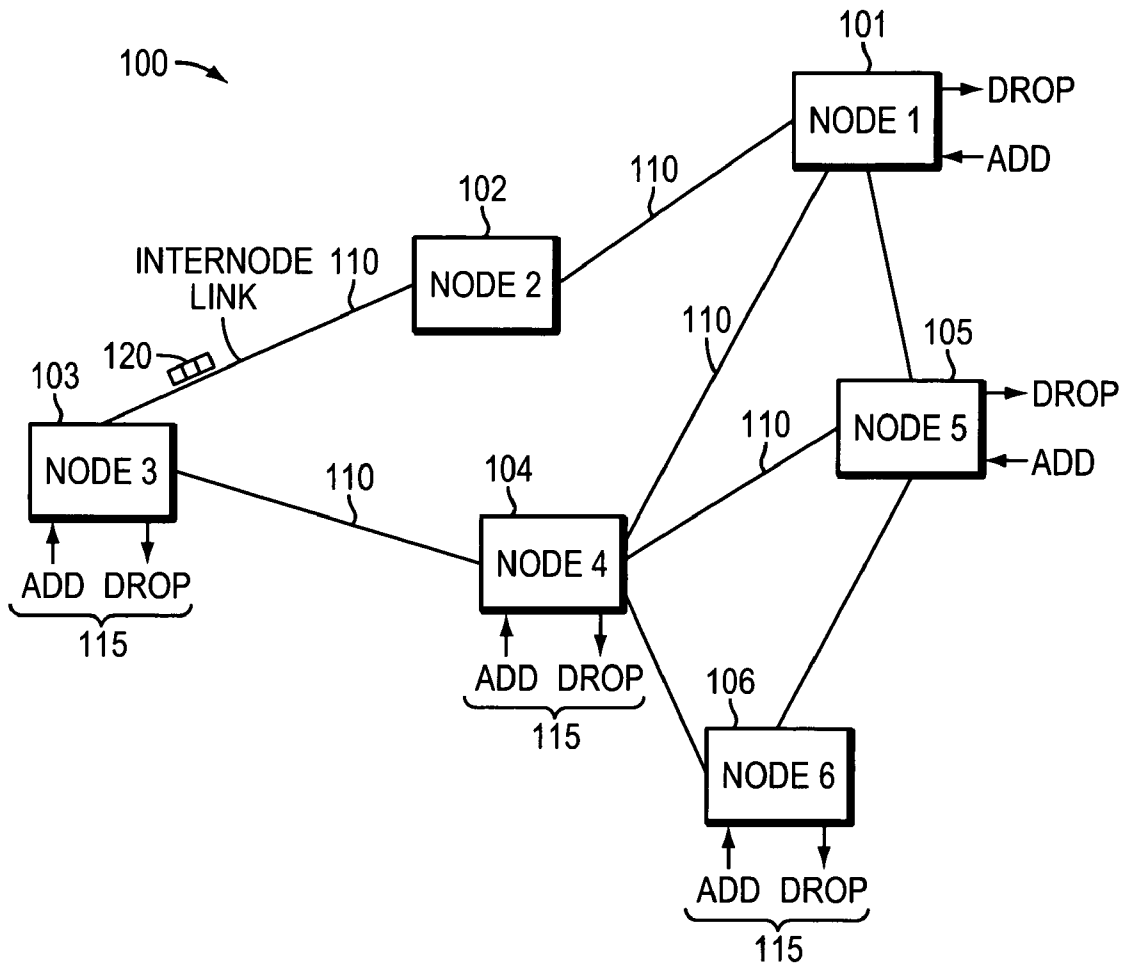 100
101
NODE 1
DROP
ADD
110
102
NODE 2
INTERNODE
LINK
110
120
103
NODE 3
ADD DROP
115
110
110
105
NODE 5
DROP
ADD
110
104
NODE 4
ADD DROP
115
106
NODE 6
ADD DROP
115